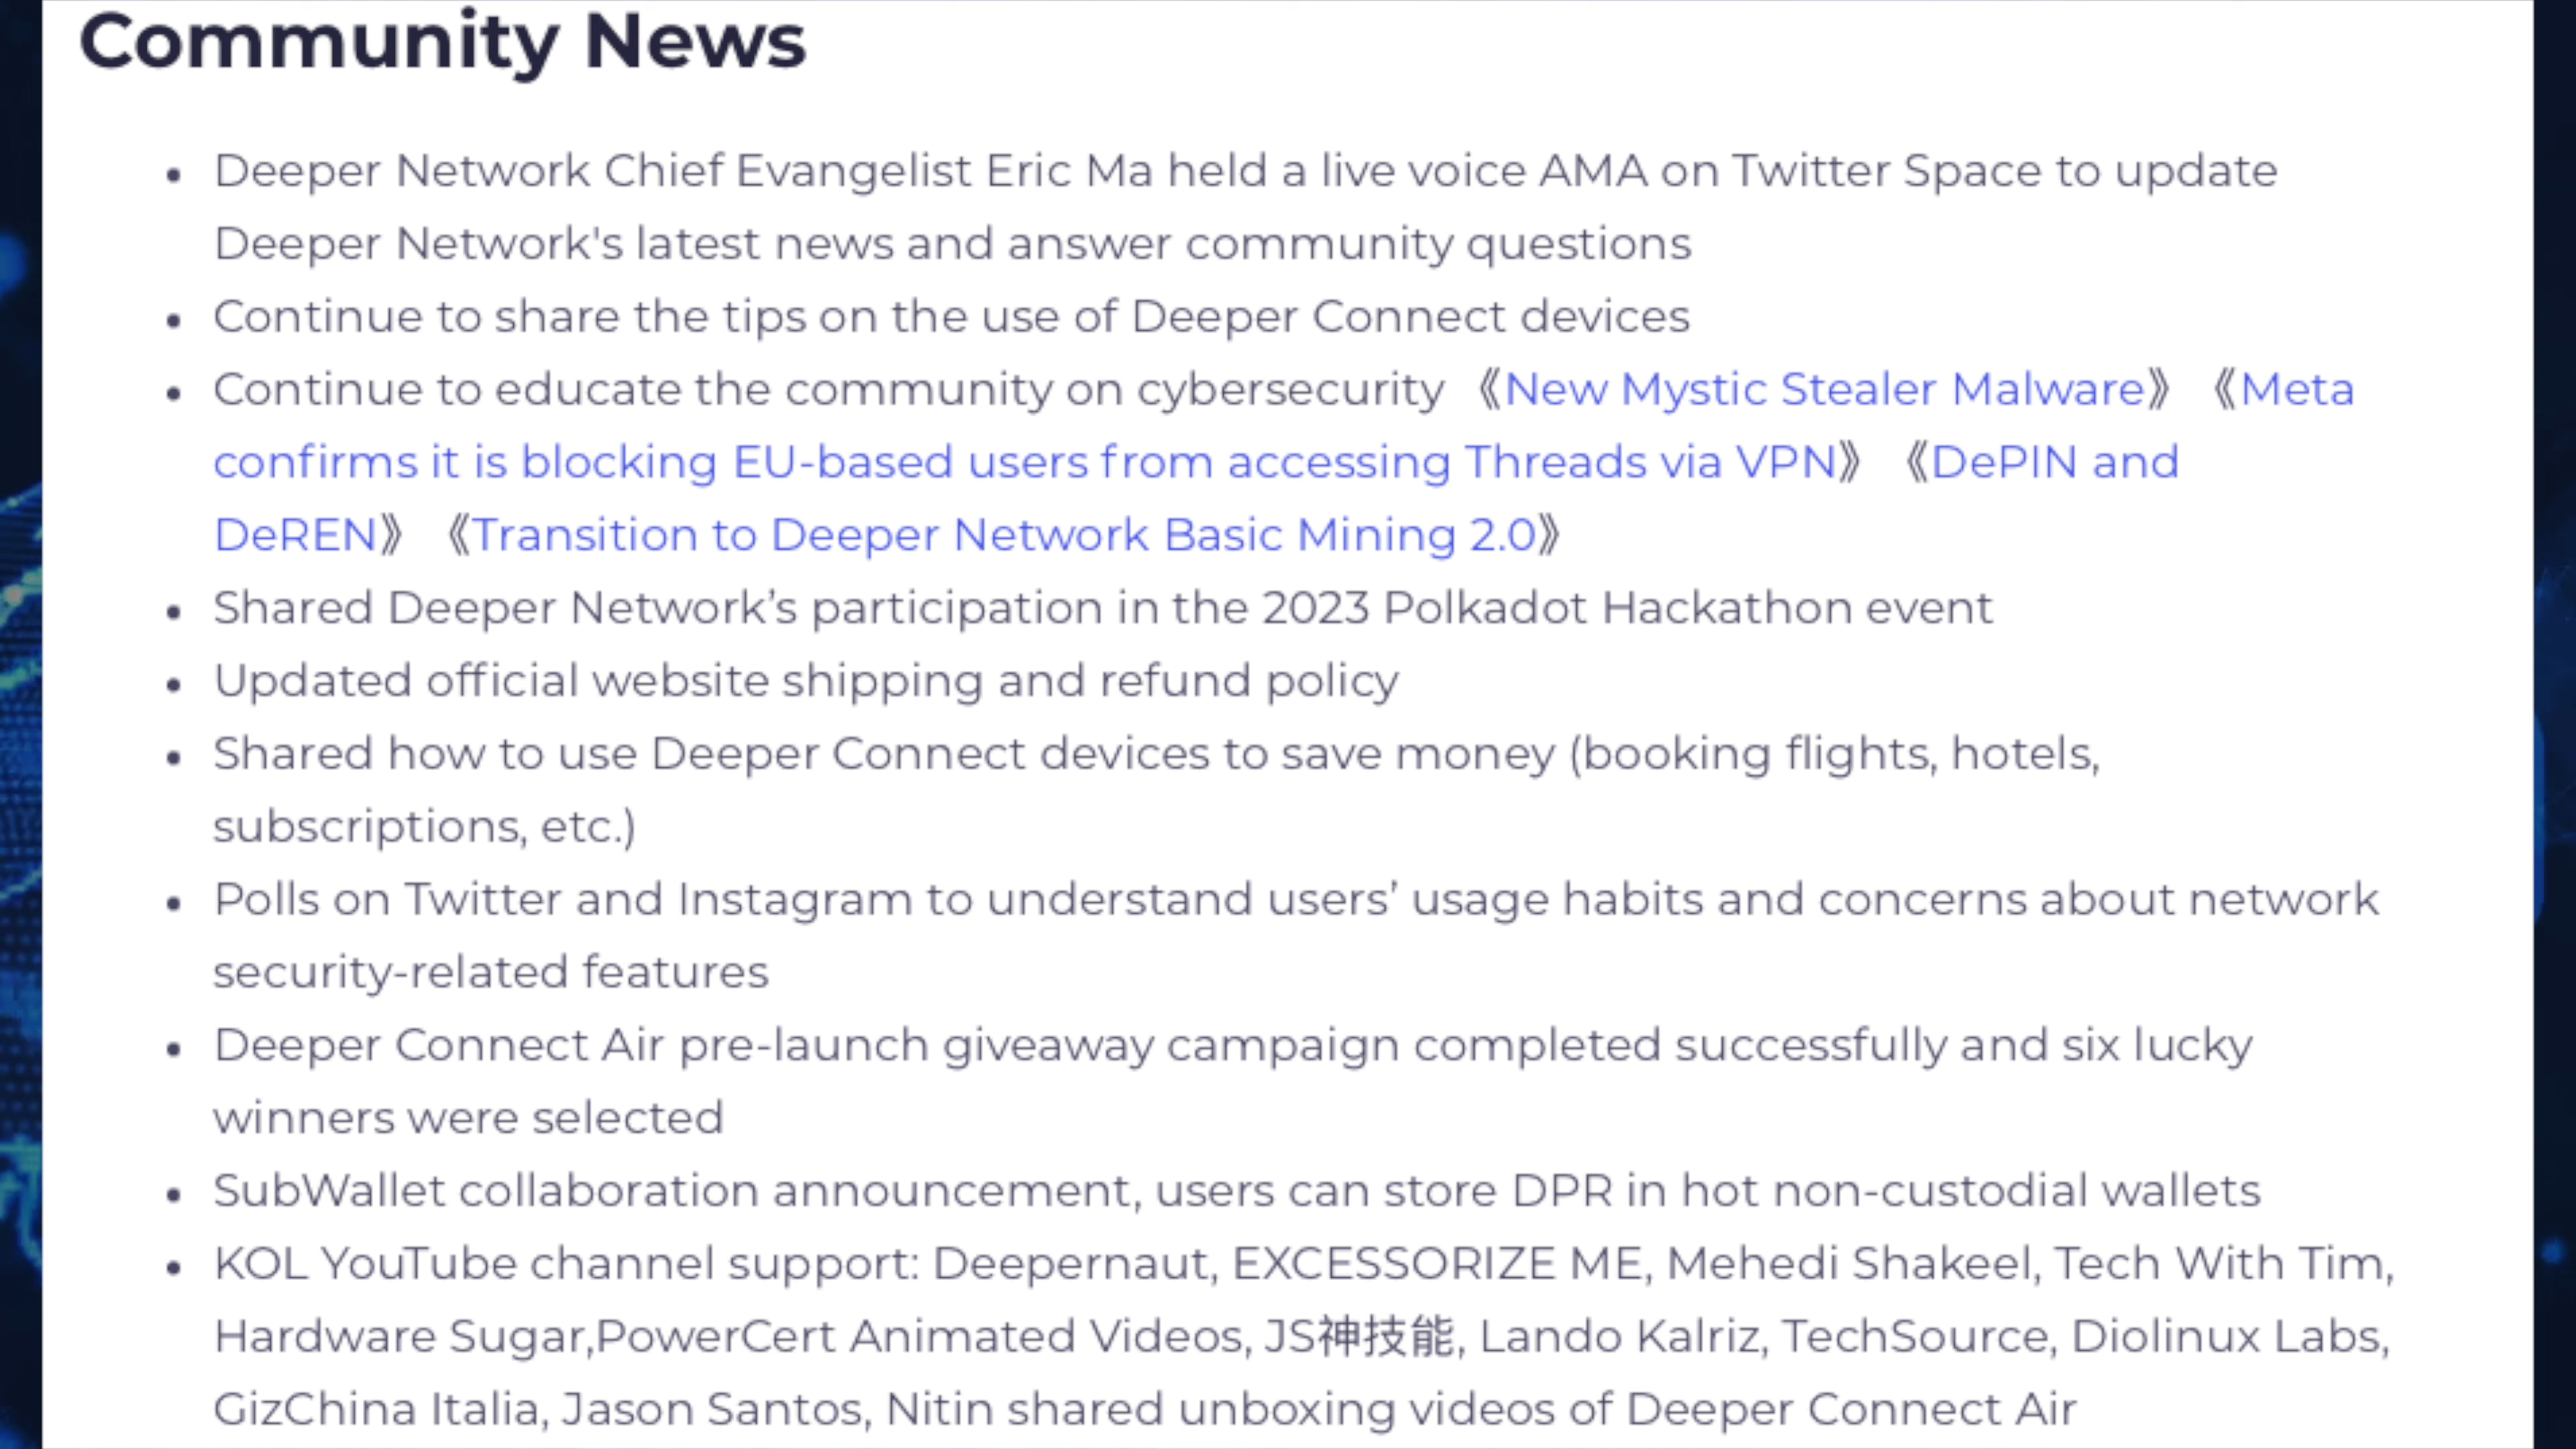 Community News
• Deeper Network Chief Evangelist Eric Ma held a live voice AMA on Twitter Space to update
Deeper Network's latest news and answer community questions
• Continue to share the tips on the use of Deeper Connect devices
• Continue to educate the community on cybersecurity 《New Mystic Stealer Malware》 《Meta
confirms it is blocking EU-based users from accessing Threads via VPN》 《DePIN and
DeREN》 《Transition to Deeper Network Basic Mining 2.0》
• Shared Deeper Network’s participation in the 2023 Polkadot Hackathon event
• Updated official website shipping and refund policy
• Shared how to use Deeper Connect devices to save money (booking flights, hotels,
subscriptions, etc.)
• Polls on Twitter and Instagram to understand users’ usage habits and concerns about network
security-related features
• Deeper Connect Air pre-launch giveaway campaign completed successfully and six lucky
winners were selected
• SubWallet collaboration announcement, users can store DPR in hot non-custodial wallets
• KOL YouTube channel support: Deepernaut, EXCESSORIZE ME, Mehedi Shakeel, Tech With Tim,
Hardware Sugar,PowerCert Animated Videos, JS神技能, Lando Kalriz, TechSource, Diolinux Labs,
GizChina Italia, Jason Santos, Nitin shared unboxing videos of Deeper Connect Air